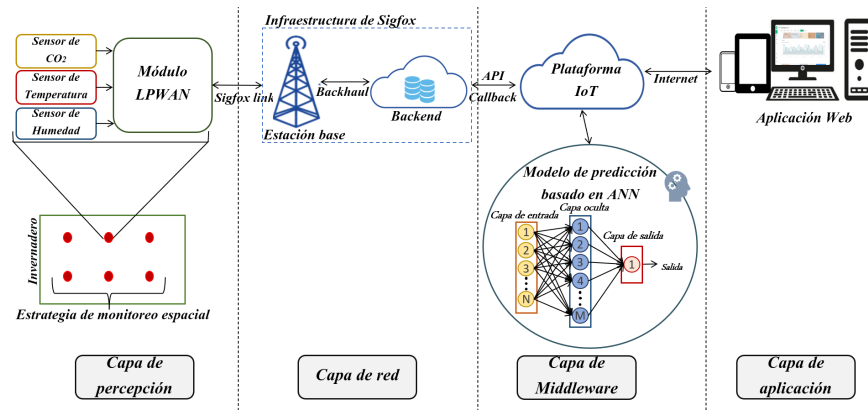 Sensor de
CO2
Sensor de
Temperatura
Sensor de
Humedad
Módulo
LPWAN
Sigfox link
Invernadero
Estrategia de monitoreo espacial
Capa de
percepción
Infraestructura de Sigfox
Estación base
Backhaul
Backend
Capa de red
API
Callback
Plataforma
IoT
Modelo de predicción
basado en ANN
Capa de entrada
Capa oculta
Capa de salida
1
2
3
N
1
2
3
4
M
1
Salida
Capa de
Middleware
Internet
Aplicación Web
Capa de
aplicación